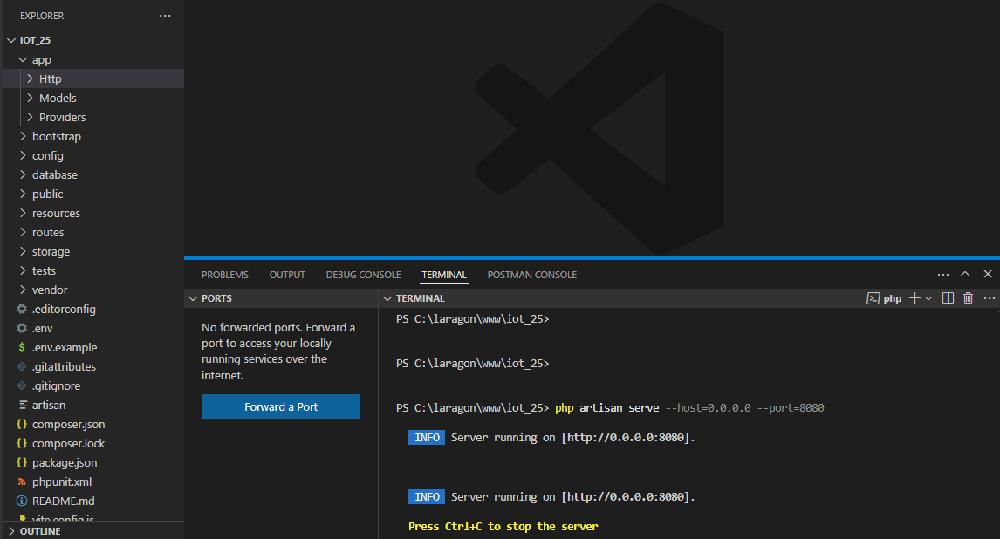 EXPLORER
IOT_25
app
Http
Models
Providers
bootstrap
config
database
public
resources
routes
storage
tests
vendor
.editorconfig
.env
.env.example
.gitattributes
.gitignore
artisan
composer.json
composer.lock
package.json
phpunit.xml
README.md
vite.config.js
OUTLINE
PROBLEMS OUTPUT DEBUG CONSOLE TERMINAL POSTMAN CONSOLE
PORTS
No forwarded ports. Forward a
port to access your locally
running services over the
internet.
Forward a Port
TERMINAL
php
PS C:\laragon\www\iot_25>
PS C:\laragon\www\iot_25>
PS C:\laragon\www\iot_25> php artisan serve --host=0.0.0.0 --port=8080
INFO Server running on [http://0.0.0.0:8080].
INFO Server running on [http://0.0.0.0:8080].
Press Ctrl+C to stop the server